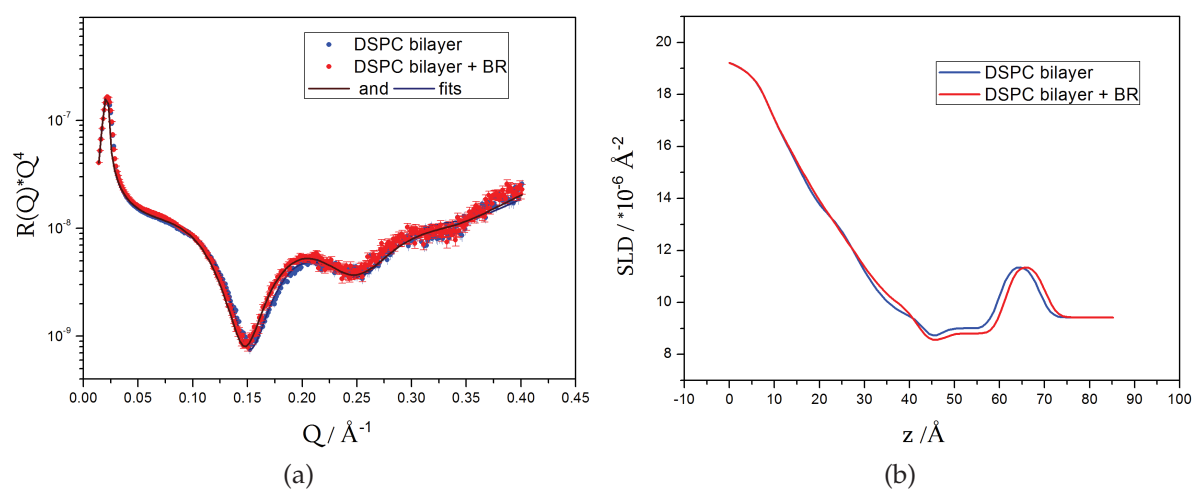 DSPC bilayer
DSPC bilayer + BR
and fits
R(Q)*Q⁴
10⁻⁷
10⁻⁸
10⁻⁹
0.00 0.05 0.10 0.15 0.20 0.25 0.30 0.35 0.40 0.45
Q / Å⁻¹
(a)
DSPC bilayer
DSPC bilayer + BR
SLD / *10⁻⁶ Å⁻²
20
18
16
14
12
10
8
-10 0 10 20 30 40 50 60 70 80 90 100
z /Å
(b)